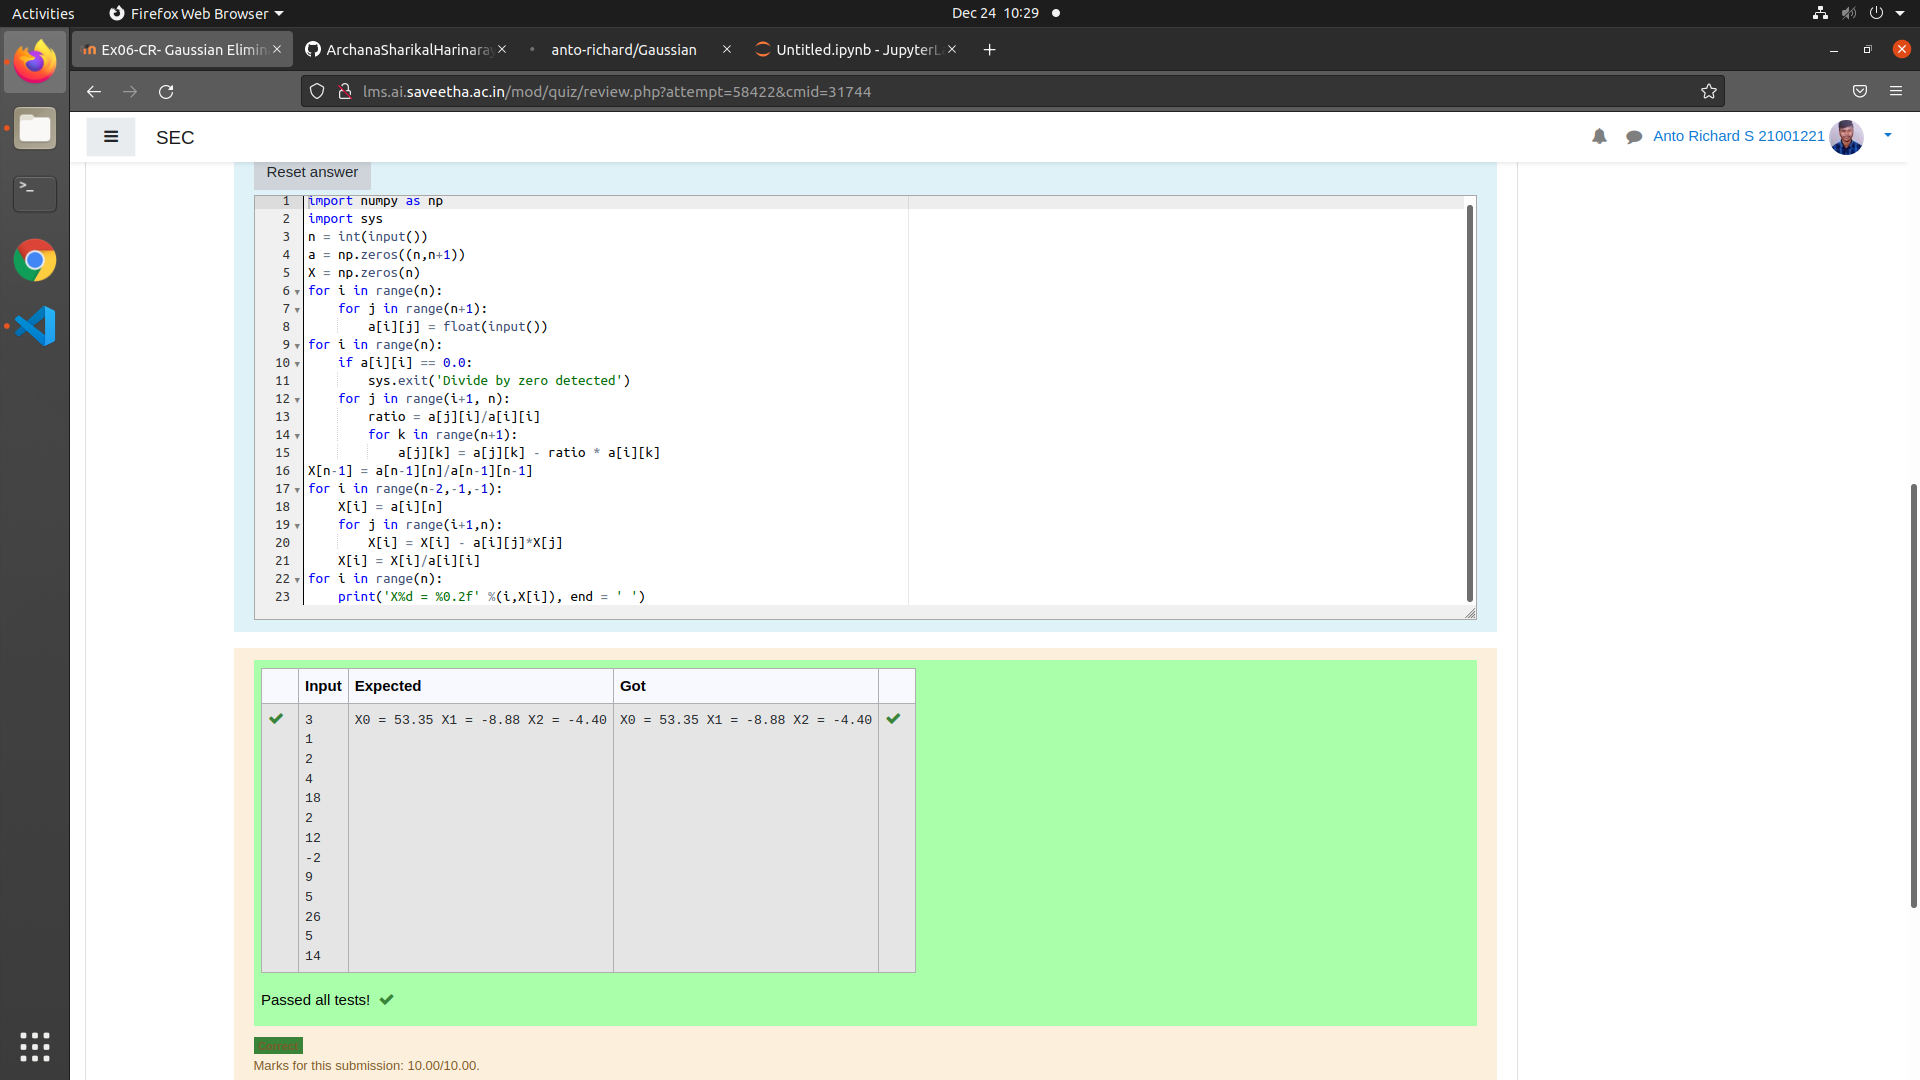 Activities
Firefox Web Browser
Dec 24 10:29
Ex06-CR- Gaussian Elimin
ArchanaSharikalHarinaray
anto-richard/Gaussian
Untitled.ipynb - JupyterL
lms.ai.saveetha.ac.in/mod/quiz/review.php?attempt=58422&cmid=31744
SEC
Anto Richard S 21001221
Reset answer
1 import numpy as np
2 import sys
3 n = int(input())
4 a = np.zeros((n,n+1))
5 X = np.zeros(n)
6 for i in range(n):
7     for j in range(n+1):
8         a[i][j] = float(input())
9 for i in range(n):
10     if a[i][i] == 0.0:
11         sys.exit('Divide by zero detected')
12     for j in range(i+1, n):
13         ratio = a[j][i]/a[i][i]
14         for k in range(n+1):
15             a[j][k] = a[j][k] - ratio * a[i][k]
16 X[n-1] = a[n-1][n]/a[n-1][n-1]
17 for i in range(n-2,-1,-1):
18     X[i] = a[i][n]
19     for j in range(i+1,n):
20         X[i] = X[i] - a[i][j]*X[j]
21     X[i] = X[i]/a[i][i]
22 for i in range(n):
23     print('X%d = %0.2f' %(i,X[i]), end = ' ')
Input Expected Got
3 X0 = 53.35 X1 = -8.88 X2 = -4.40 X0 = 53.35 X1 = -8.88 X2 = -4.40
1
2
4
18
2
12
-2
9
5
26
5
14
Passed all tests!
Correct
Marks for this submission: 10.00/10.00.